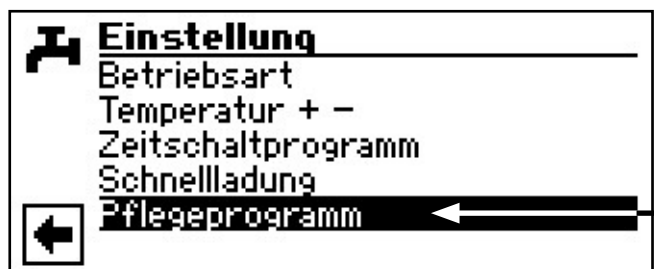 Einstellung
Betriebsart
Temperatur + −
Zeitschaltprogramm
Schnellladung
Pflegeprogramm